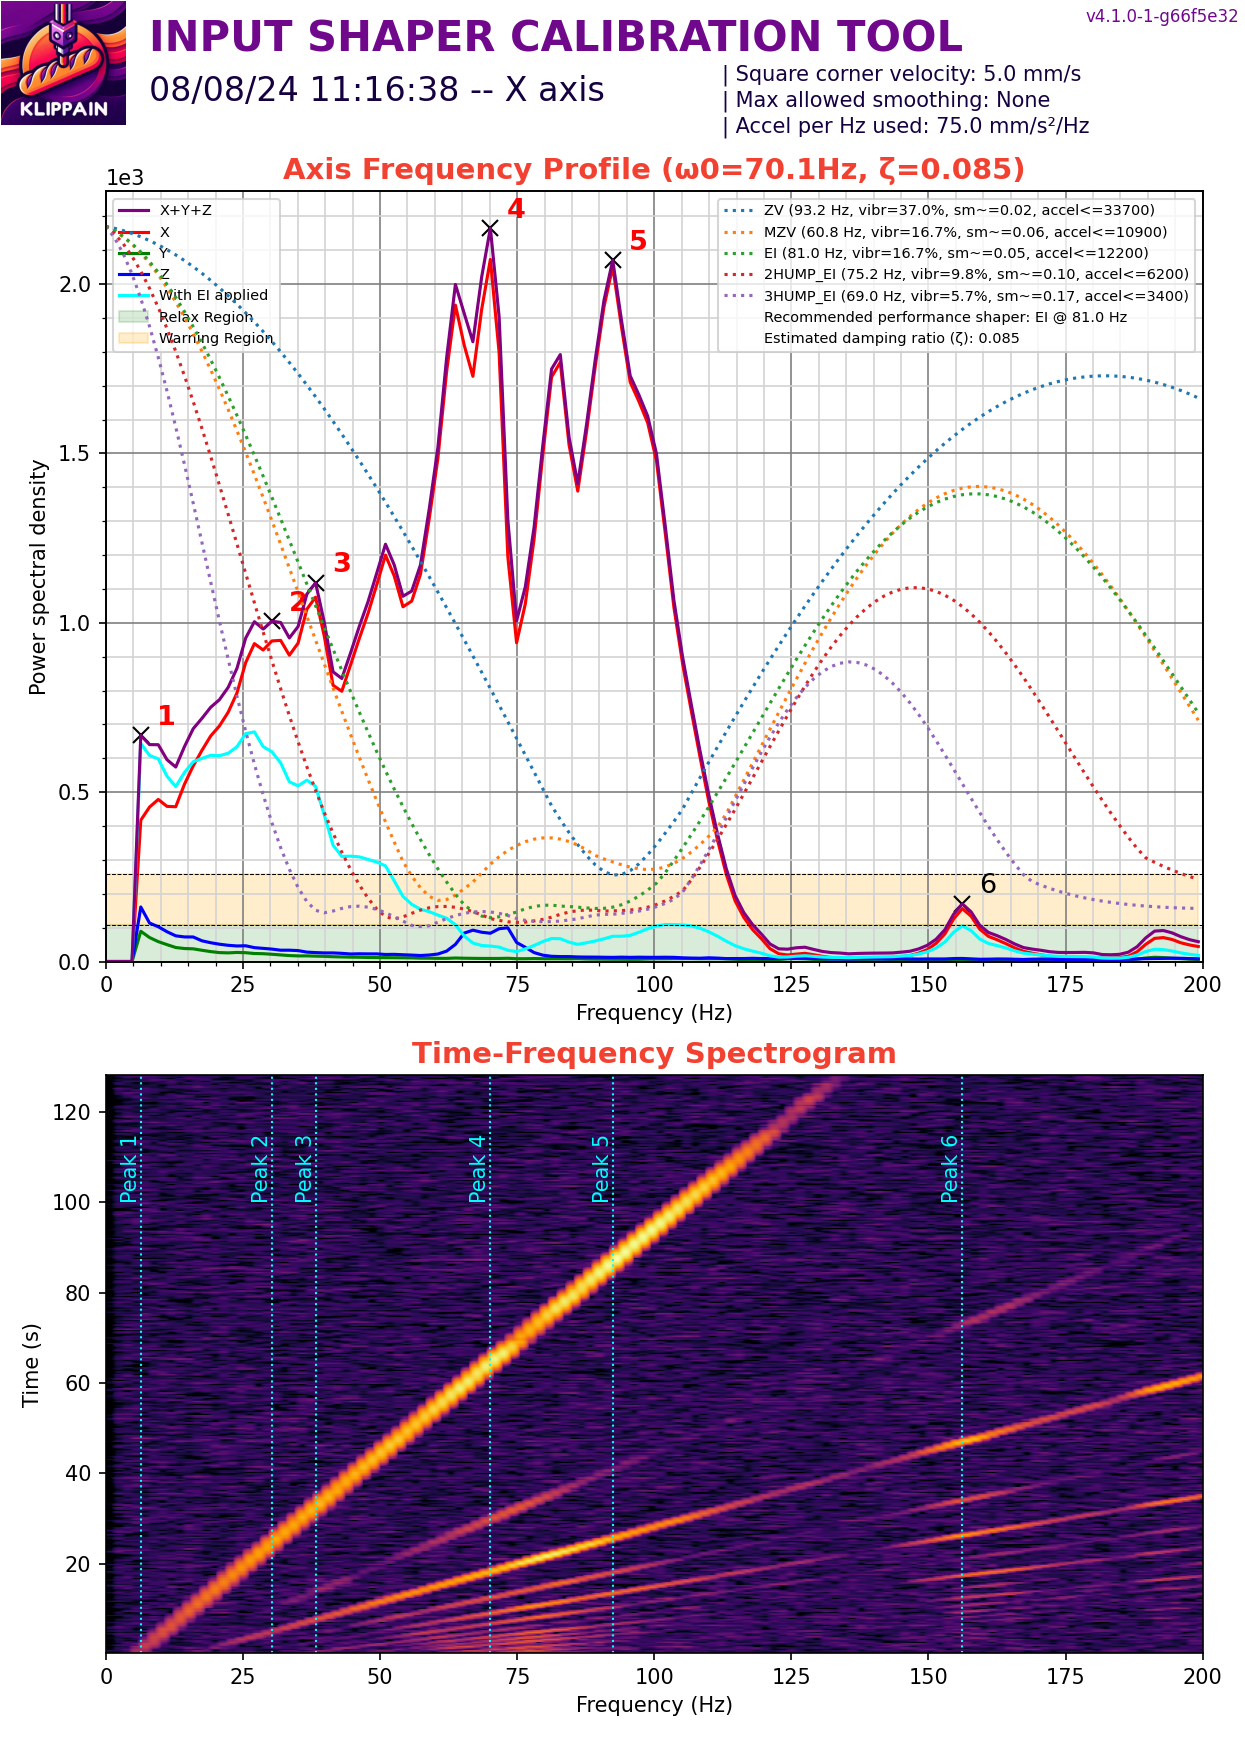 v4.1.0-1-g66f5e32
INPUT SHAPER CALIBRATION TOOL
08/08/24 11:16:38 -- X axis
| Square corner velocity: 5.0 mm/s
| Max allowed smoothing: None
| Accel per Hz used: 75.0 mm/s²/Hz
KLIPPAIN
Axis Frequency Profile (ω0=70.1Hz, ζ=0.085)
1e3
X+Y+Z
X
Y
Z
With EI applied
Relax Region
Warning Region
ZV (93.2 Hz, vibr=37.0%, sm~=0.02, accel<=33700)
MZV (60.8 Hz, vibr=16.7%, sm~=0.06, accel<=10900)
EI (81.0 Hz, vibr=16.7%, sm~=0.05, accel<=12200)
2HUMP_EI (75.2 Hz, vibr=9.8%, sm~=0.10, accel<=6200)
3HUMP_EI (69.0 Hz, vibr=5.7%, sm~=0.17, accel<=3400)
Recommended performance shaper: EI @ 81.0 Hz
Estimated damping ratio (ζ): 0.085
1
2
3
4
5
6
Power spectral density
2.0
1.5
1.0
0.5
0.0
0 25 50 75 100 125 150 175 200
Frequency (Hz)
Time-Frequency Spectrogram
Peak 1
Peak 2
Peak 3
Peak 4
Peak 5
Peak 6
Time (s)
120
100
80
60
40
20
0 25 50 75 100 125 150 175 200
Frequency (Hz)